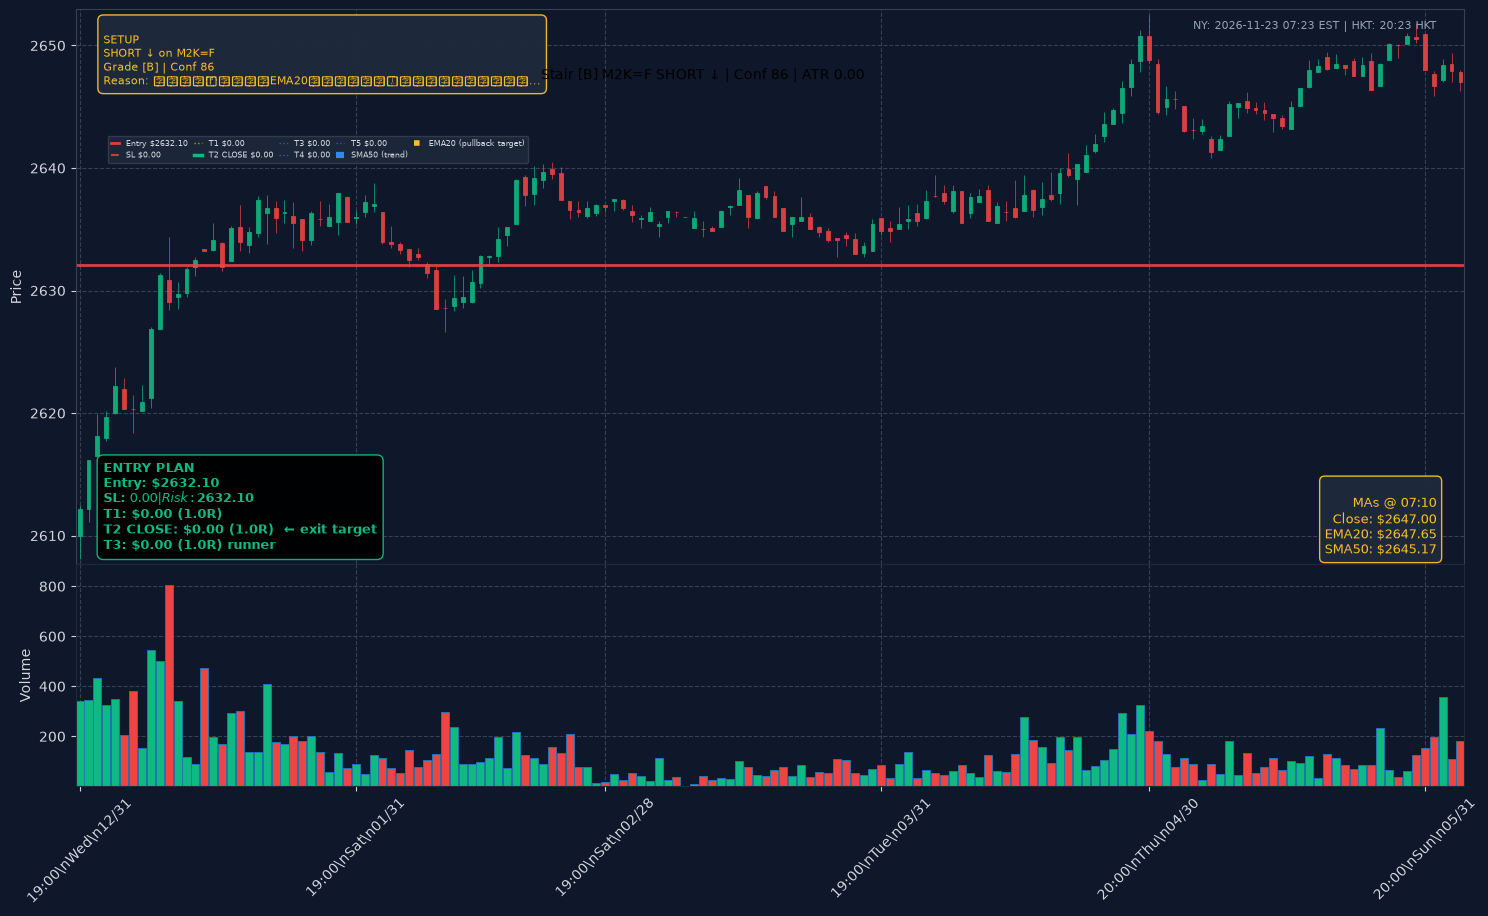 NY: 2026-11-23 07:23 EST | HKT: 20:23 HKT
SETUP
SHORT ↓ on M2K=F
Grade [B] | Conf 86
Reason: EMA20 ...
Stair [B] M2K=F SHORT ↓ | Conf 86 | ATR 0.00
Entry $2632.10
SL $0.00
T1 $0.00
T2 CLOSE $0.00
T3 $0.00
T4 $0.00
T5 $0.00
SMA50 (trend)
EMA20 (pullback target)
Price
2650
2640
2630
2620
2610
ENTRY PLAN
Entry: $2632.10
SL: 0.00|Risk:2632.10
T1: $0.00 (1.0R)
T2 CLOSE: $0.00 (1.0R) ← exit target
T3: $0.00 (1.0R) runner
MAs @ 07:10
Close: $2647.00
EMA20: $2647.65
SMA50: $2645.17
Volume
800
600
400
200
19:00\nWed\n12/31
19:00\nSat\n01/31
19:00\nSat\n02/28
19:00\nTue\n03/31
20:00\nThu\n04/30
20:00\nSun\n05/31